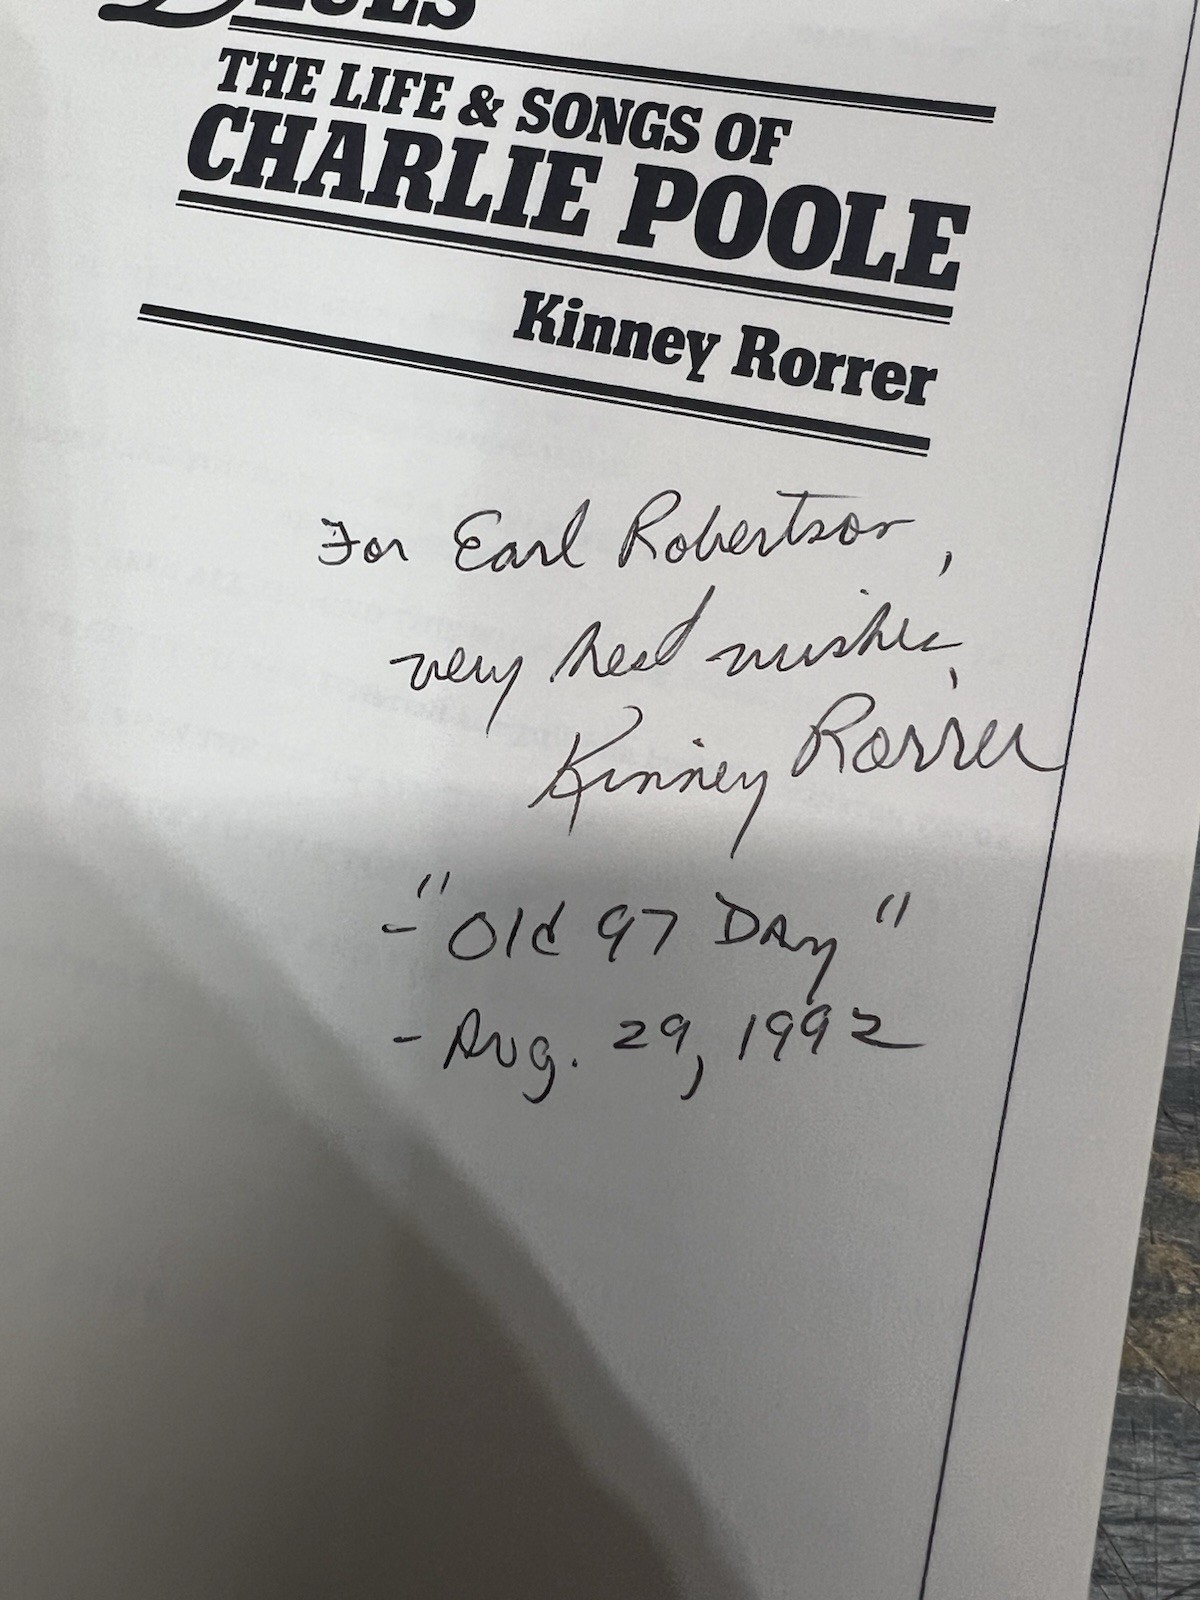 BLUES
THE LIFE & SONGS OF
CHARLIE POOLE
Kinney Rorrer
For Earl Robertson,
very best wishes,
Kinney Rorrer
- "Old 97 Day"
- Aug. 29, 1992